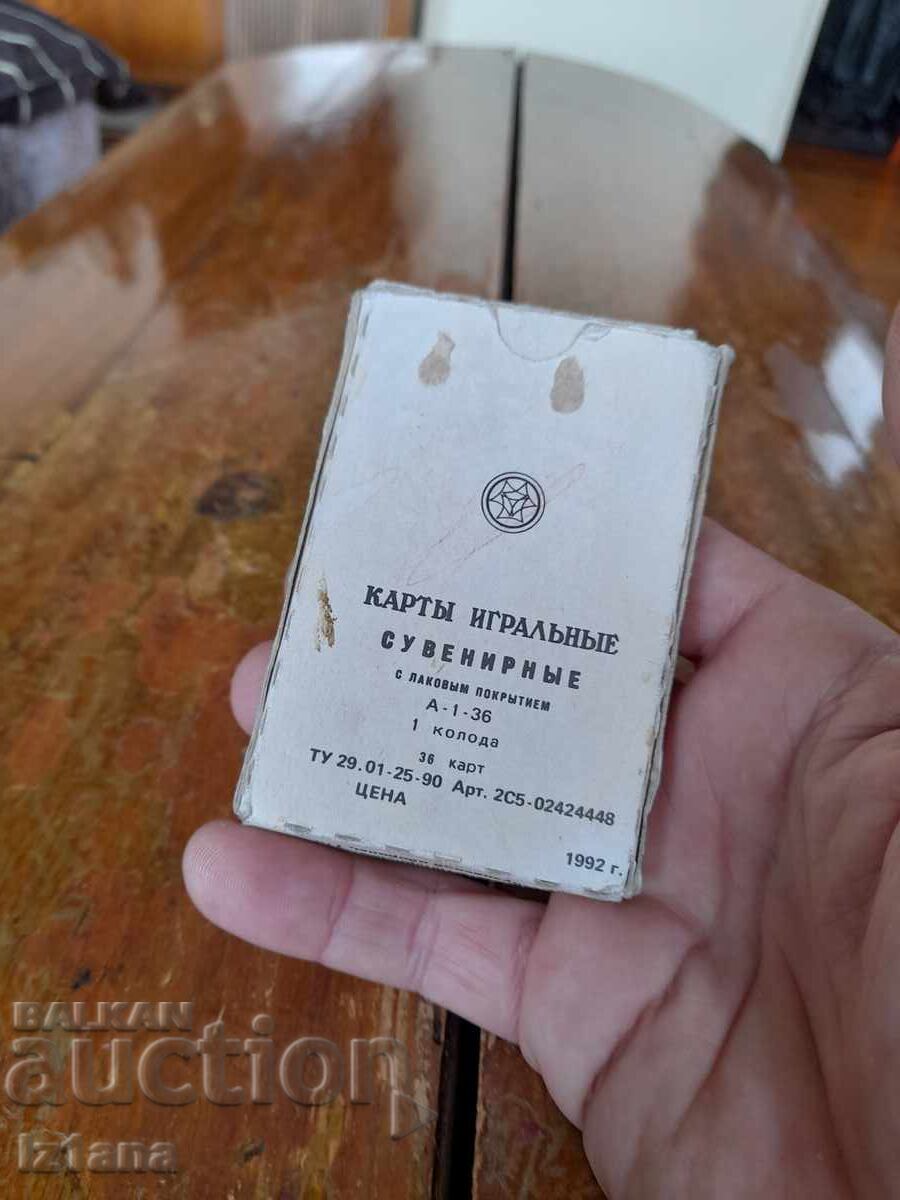 КАРТЫ ИГРАЛЬНЫЕ
СУВЕНИРНЫЕ
С ЛАКОВЫМ ПОКРЫТИЕМ
А-1-36
1 колода
36 карт
ТУ 29.01-25-90 Арт. 2С5-02424448
ЦЕНА
1992 г.
BALKAN
auction
Iztana